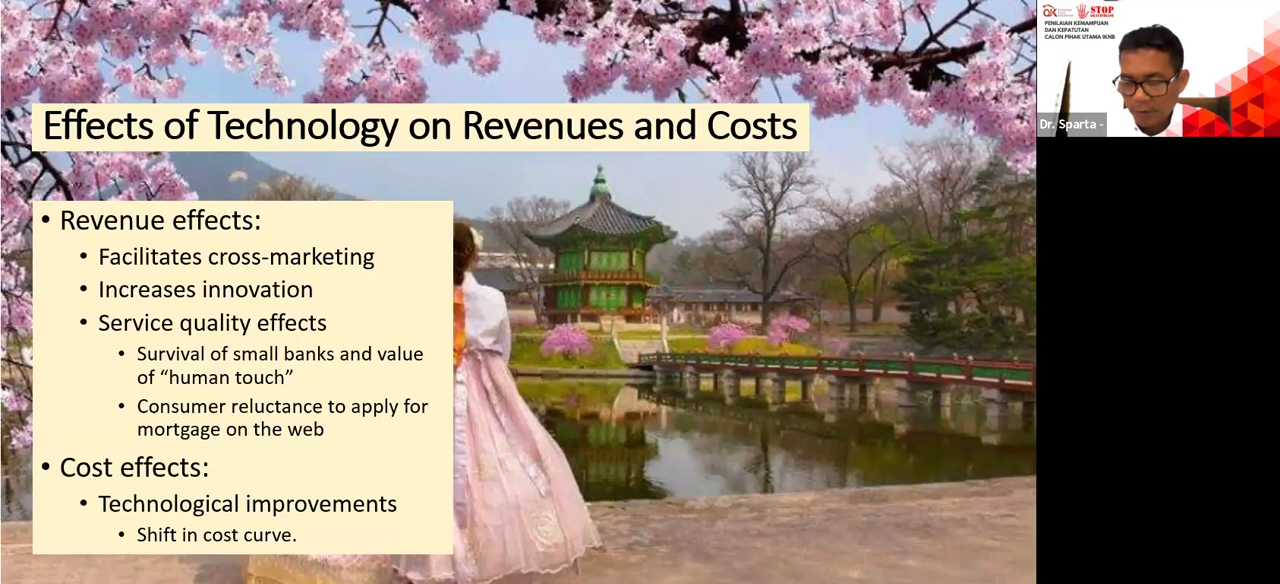 Effects of Technology on Revenues and Costs
• Revenue effects:
• Facilitates cross-marketing
• Increases innovation
• Service quality effects
• Survival of small banks and value
of “human touch”
• Consumer reluctance to apply for
mortgage on the web
• Cost effects:
• Technological improvements
• Shift in cost curve.
STOP
PENILAIAN KEMAMPUAN
DAN KEPATUTAN
CALON PIHAK UTAMA IKNB
Dr. Sparta -